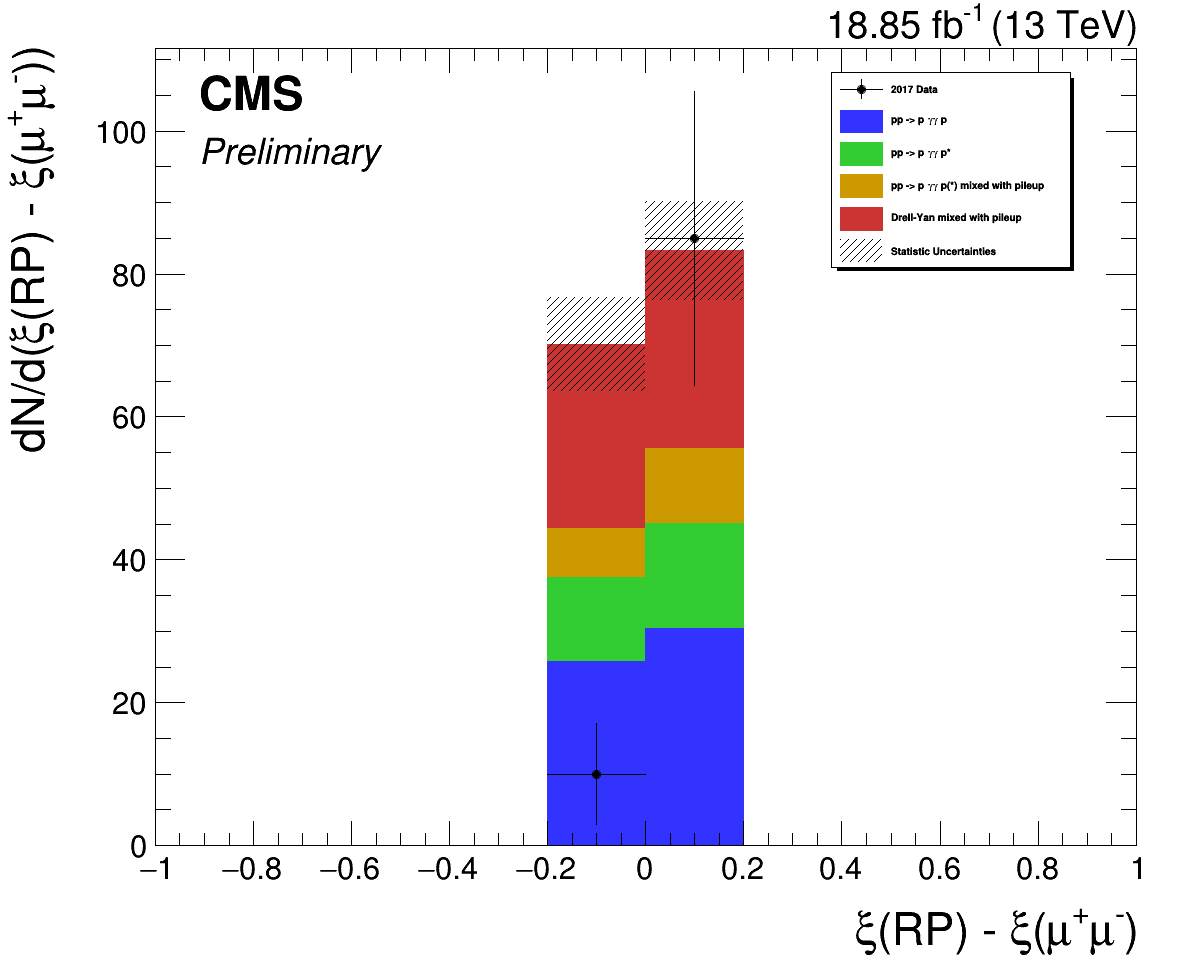 18.85 fb⁻¹ (13 TeV)
CMS
Preliminary
2017 Data
pp -> p γγ p
pp -> p γγ p*
pp -> p γγ p(*) mixed with pileup
Drell-Yan mixed with pileup
Statistic Uncertainties
dN/d(ξ(RP) - ξ(μ⁺μ⁻))
100
80
60
40
20
0
−1 −0.8 −0.6 −0.4 −0.2 0 0.2 0.4 0.6 0.8 1
ξ(RP) - ξ(μ⁺μ⁻)